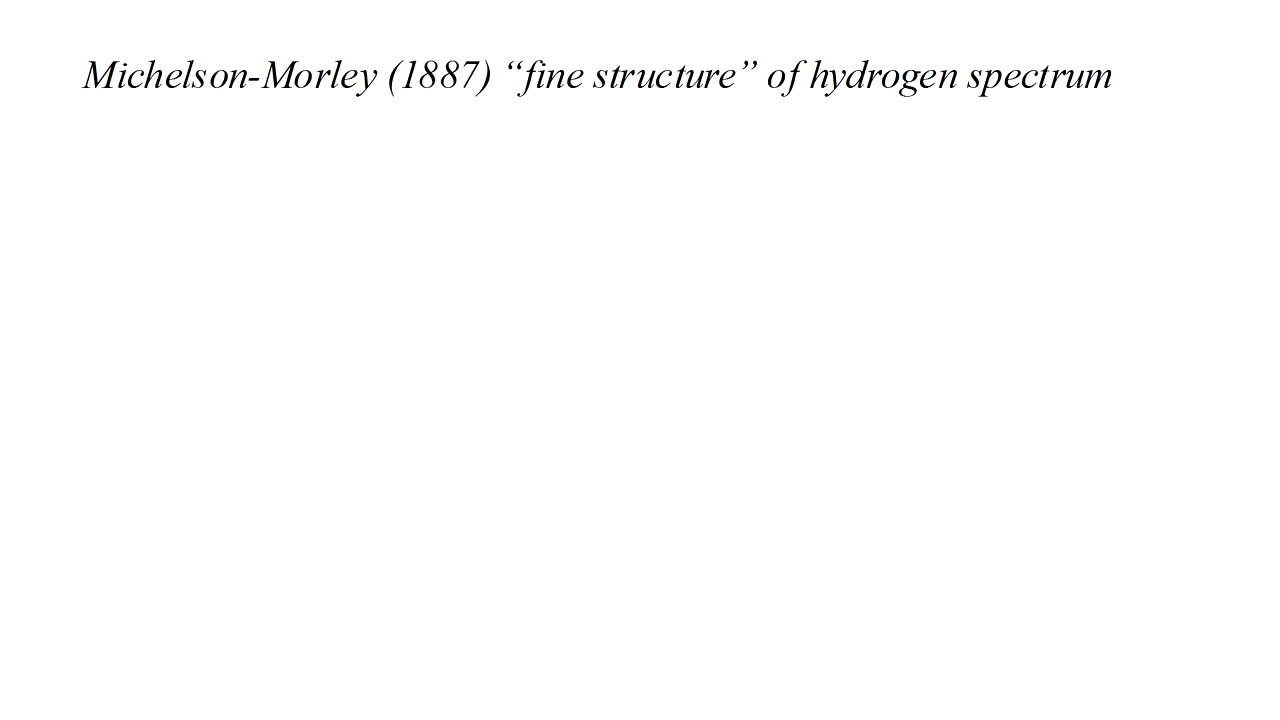 Michelson-Morley (1887) “fine structure” of hydrogen spectrum